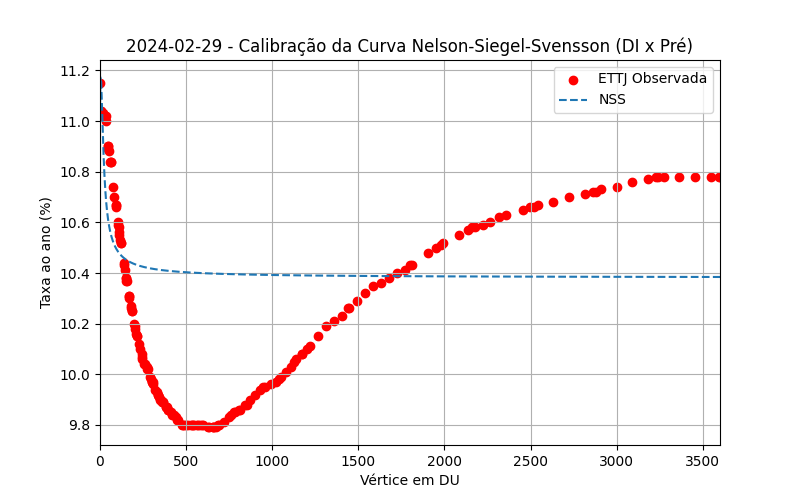 2024-02-29 - Calibração da Curva Nelson-Siegel-Svensson (DI x Pré)
11.2
11.0
10.8
10.6
10.4
10.2
10.0
9.8
Taxa ao ano (%)
ETTJ Observada
NSS
0 500 1000 1500 2000 2500 3000 3500
Vértice em DU